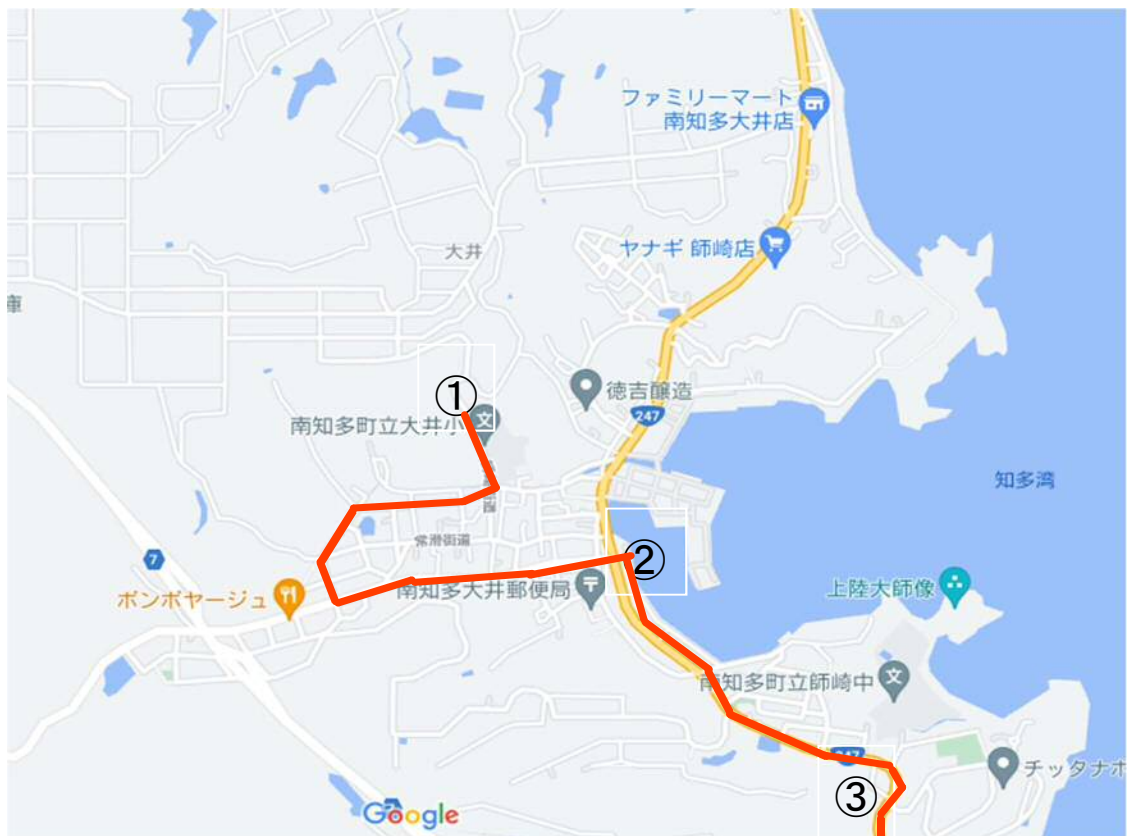 ファミリーマート
南知多大井店
大井
ヤナギ 師崎店
庫
①
徳吉醸造
247
南知多町立大井小
知多湾
常滑街道
②
7
ボンボヤージュ
南知多大井郵便局
上陸大師像
南知多町立師崎中
247
チッタナポ
③
Google